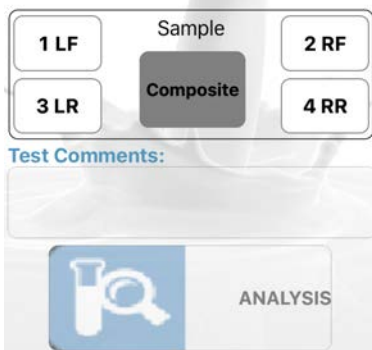 Sample
1 LF
2 RF
Composite
3 LR
4 RR
Test Comments:
ANALYSIS